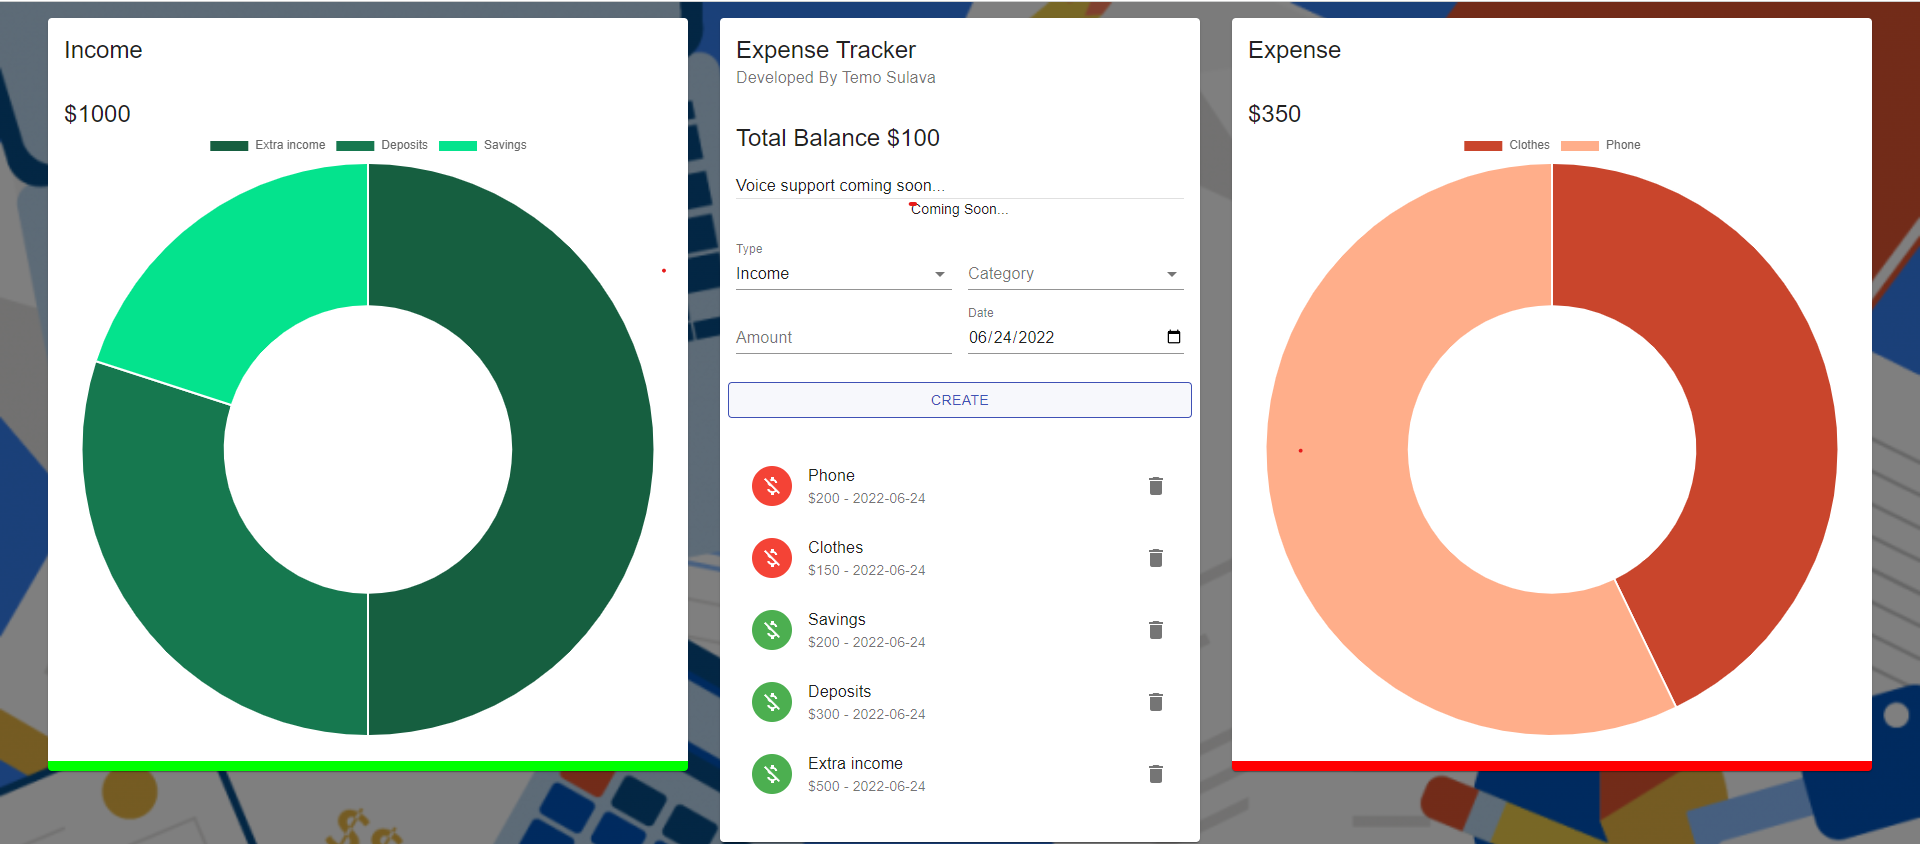 Income
$1000
Extra income Deposits Savings
Expense Tracker
Developed By Temo Sulava
Total Balance $100
Voice support coming soon...
Coming Soon...
Type
Income
Category
Amount
Date
06/24/2022
CREATE
Phone
$200 - 2022-06-24
Clothes
$150 - 2022-06-24
Savings
$200 - 2022-06-24
Deposits
$300 - 2022-06-24
Extra income
$500 - 2022-06-24
Expense
$350
Clothes Phone